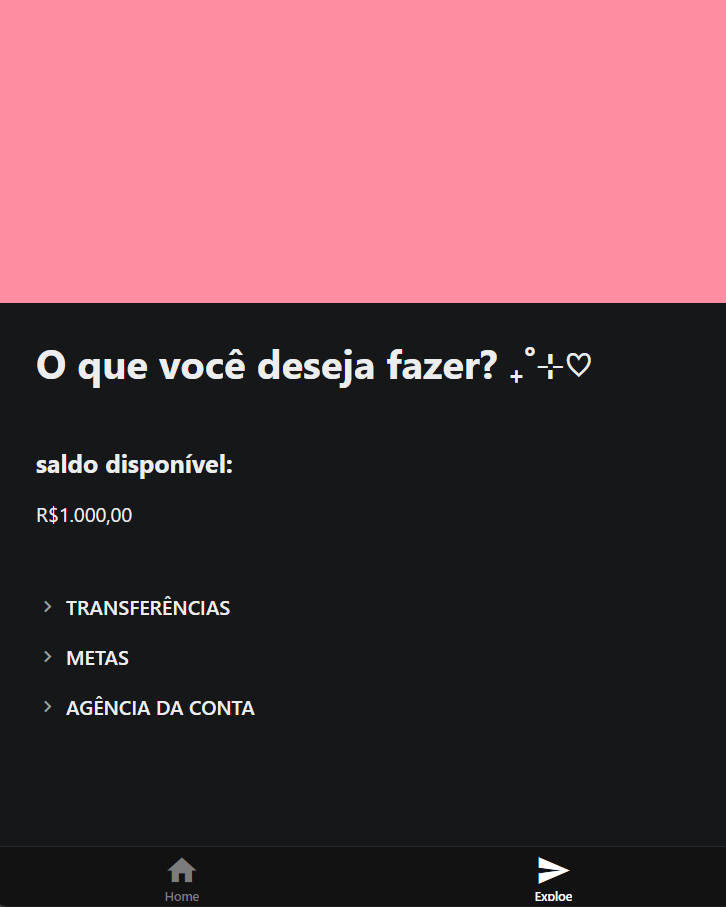 O que você deseja fazer? ₊˚⊹♡
saldo disponível:
R$1.000,00
TRANSFERÊNCIAS
METAS
AGÊNCIA DA CONTA
Home
Exploe